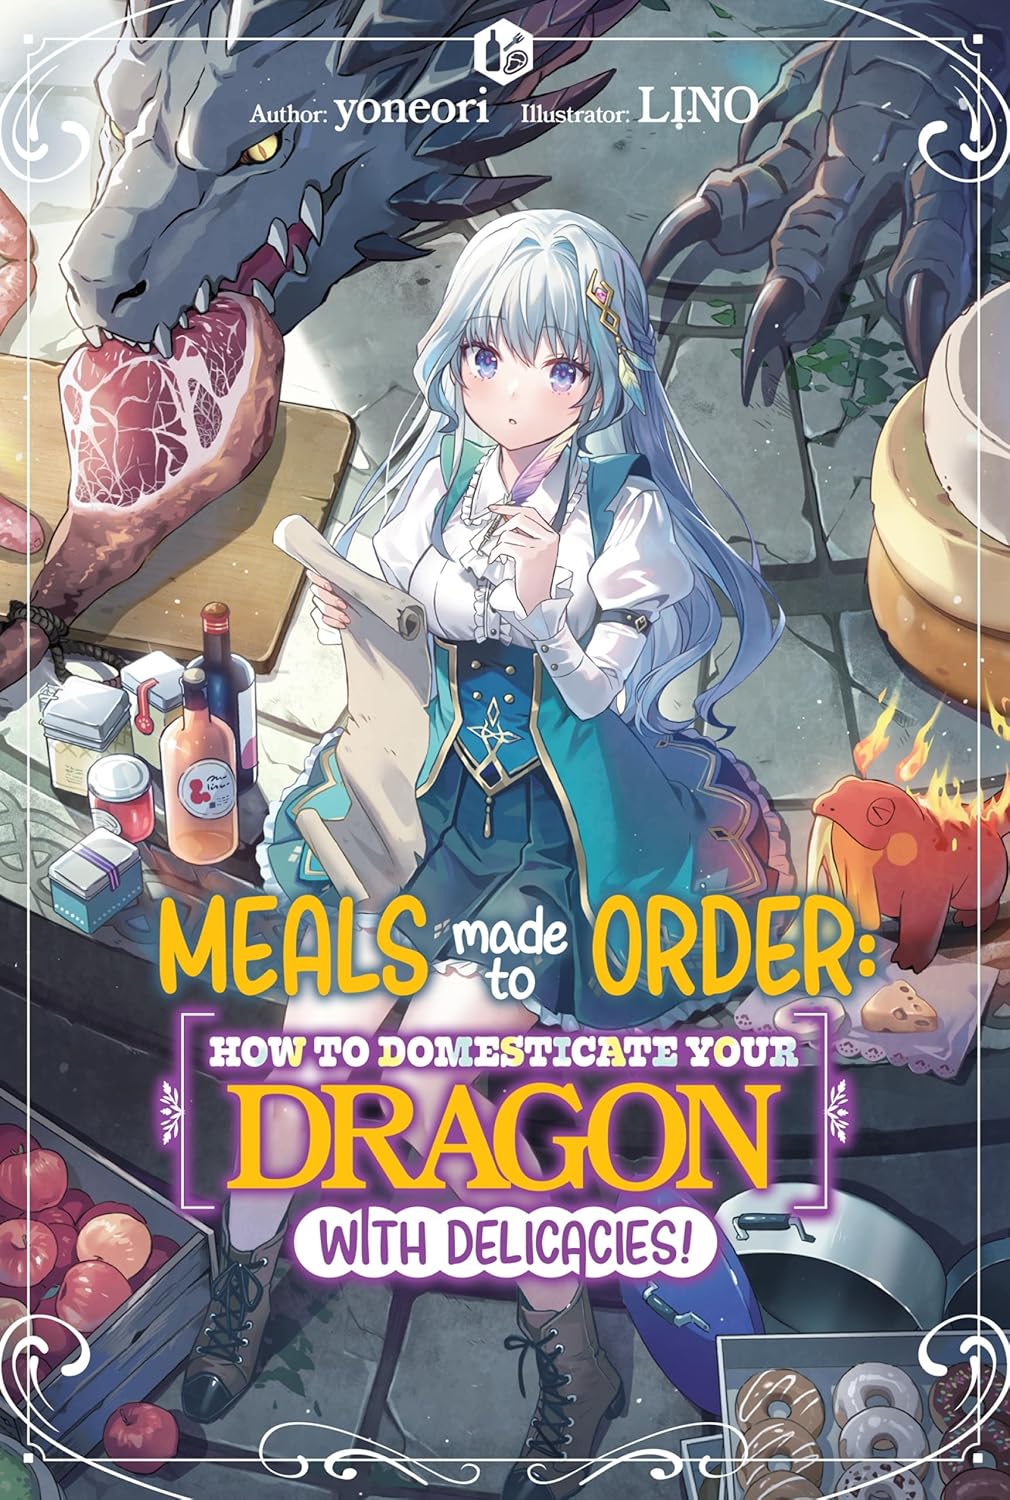 Author: yoneori Illustrator: LINO
MEALS made to ORDER:
HOW TO DOMESTICATE YOUR
DRAGON
WITH DELICACIES!